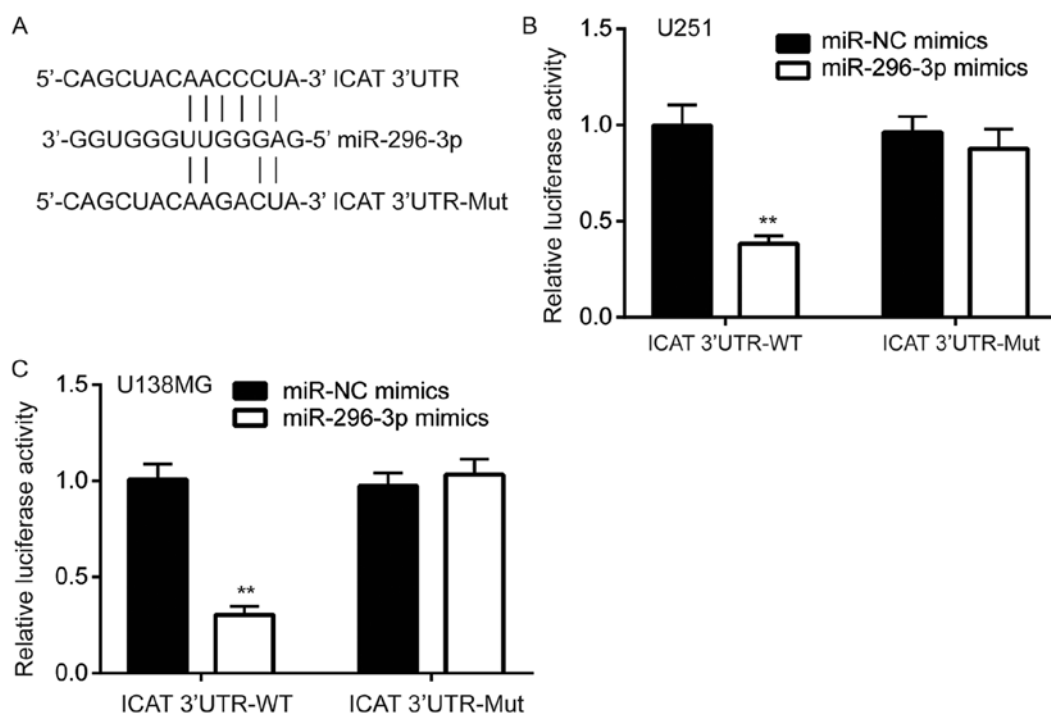 A
5'-CAGCUACAACCCUA-3' ICAT 3'UTR
3'-GGUGGGUUGGGAG-5' miR-296-3p
5'-CAGCUACAAGACUA-3' ICAT 3'UTR-Mut
B
U251
miR-NC mimics
miR-296-3p mimics
Relative luciferase activity
1.5
1.0
0.5
0.0
**
ICAT 3'UTR-WT
ICAT 3'UTR-Mut
C
U138MG
miR-NC mimics
miR-296-3p mimics
Relative luciferase activity
1.5
1.0
0.5
0.0
**
ICAT 3'UTR-WT
ICAT 3'UTR-Mut